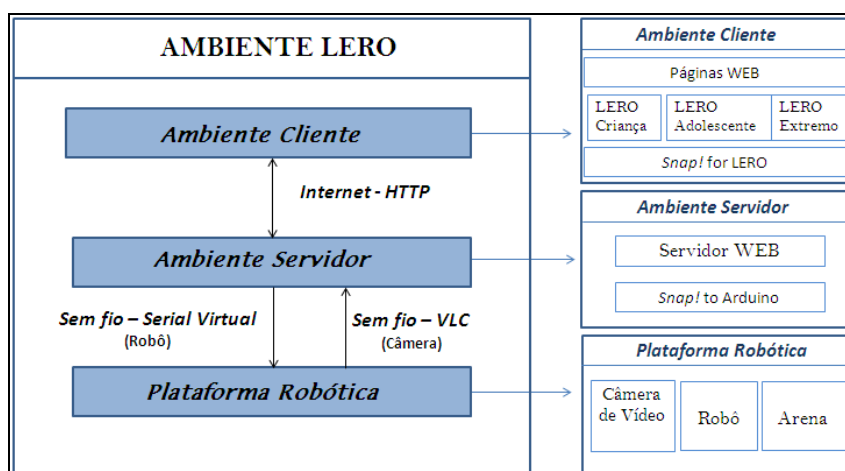 AMBIENTE LERO
Ambiente Cliente
Internet - HTTP
Ambiente Servidor
Sem fio – Serial Virtual
(Robô)
Sem fio – VLC
(Câmera)
Plataforma Robótica
Ambiente Cliente
Páginas WEB
LERO
Criança
LERO
Adolescente
LERO
Extremo
Snap! for LERO
Ambiente Servidor
Servidor WEB
Snap! to Arduino
Plataforma Robótica
Câmera
de Vídeo
Robô
Arena